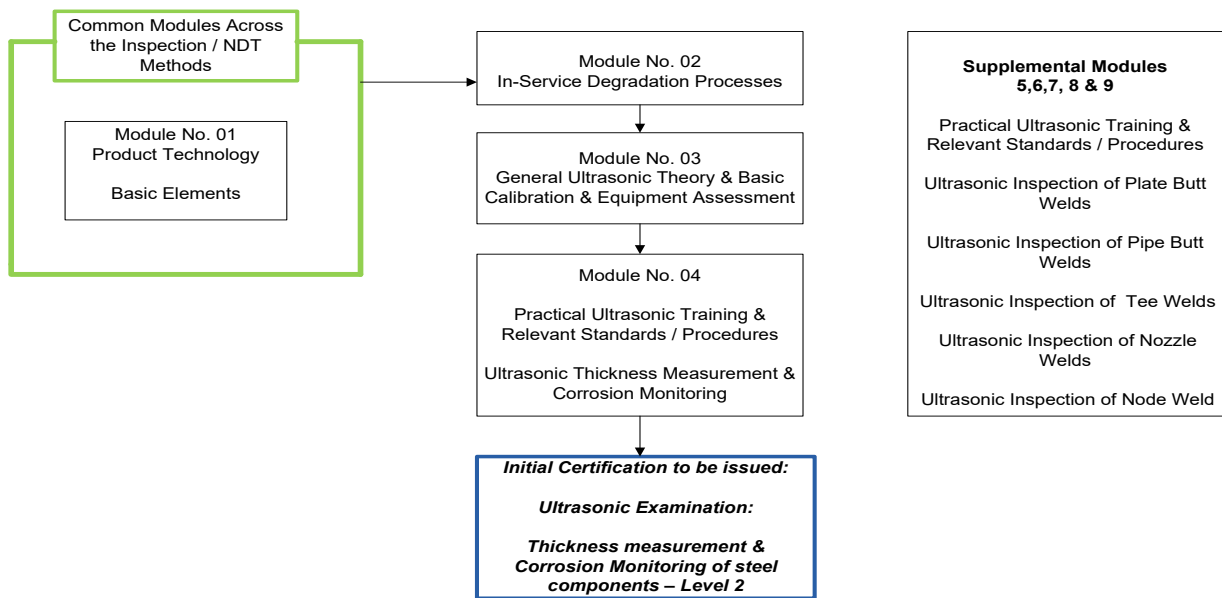 Common Modules Across
the Inspection / NDT
Methods
Module No. 01
Product Technology
Basic Elements
Module No. 02
In-Service Degradation Processes
Module No. 03
General Ultrasonic Theory & Basic
Calibration & Equipment Assessment
Module No. 04
Practical Ultrasonic Training &
Relevant Standards / Procedures
Ultrasonic Thickness Measurement &
Corrosion Monitoring
Initial Certification to be issued:
Ultrasonic Examination:
Thickness measurement &
Corrosion Monitoring of steel
components – Level 2
Supplemental Modules
5,6,7, 8 & 9
Practical Ultrasonic Training &
Relevant Standards / Procedures
Ultrasonic Inspection of Plate Butt
Welds
Ultrasonic Inspection of Pipe Butt
Welds
Ultrasonic Inspection of  Tee Welds
Ultrasonic Inspection of Nozzle
Welds
Ultrasonic Inspection of Node Weld